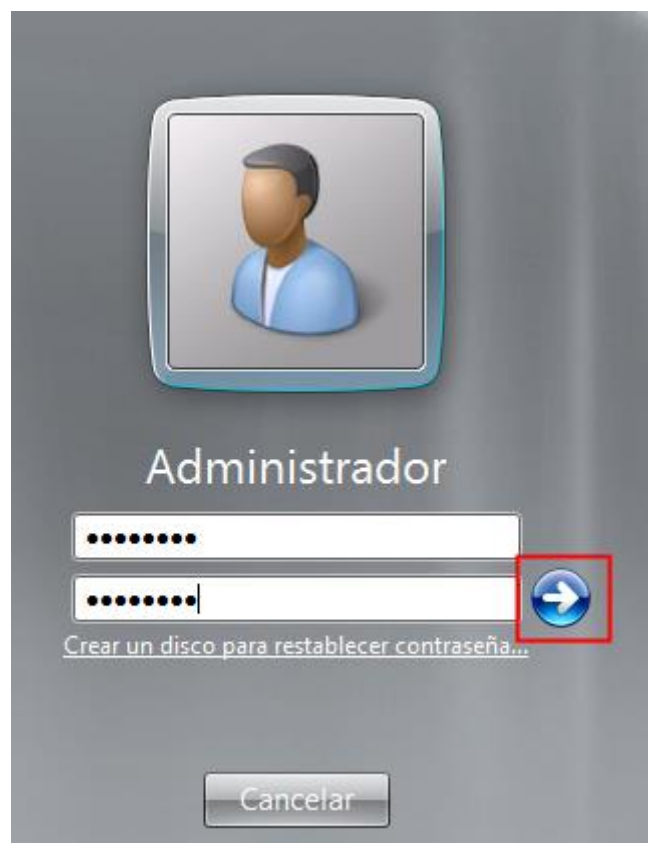 Administrador
••••••••
••••••••
Crear un disco para restablecer contraseña...
Cancelar